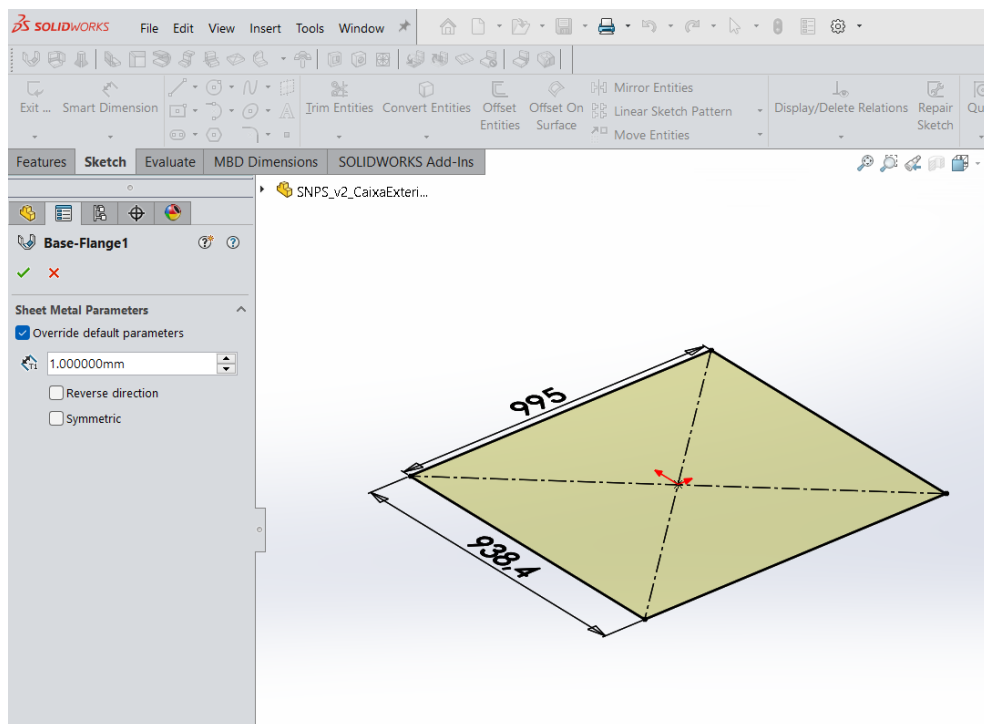 SOLIDWORKS File Edit View Insert Tools Window
Exit ... Smart Dimension Trim Entities Convert Entities Offset Entities Offset On Surface
Mirror Entities
Linear Sketch Pattern
Move Entities
Display/Delete Relations Repair Sketch Qu
Features Sketch Evaluate MBD Dimensions SOLIDWORKS Add-Ins
SNPS_v2_CaixaExteri...
Base-Flange1
Sheet Metal Parameters
Override default parameters
T1 1.000000mm
Reverse direction
Symmetric
995
938,4